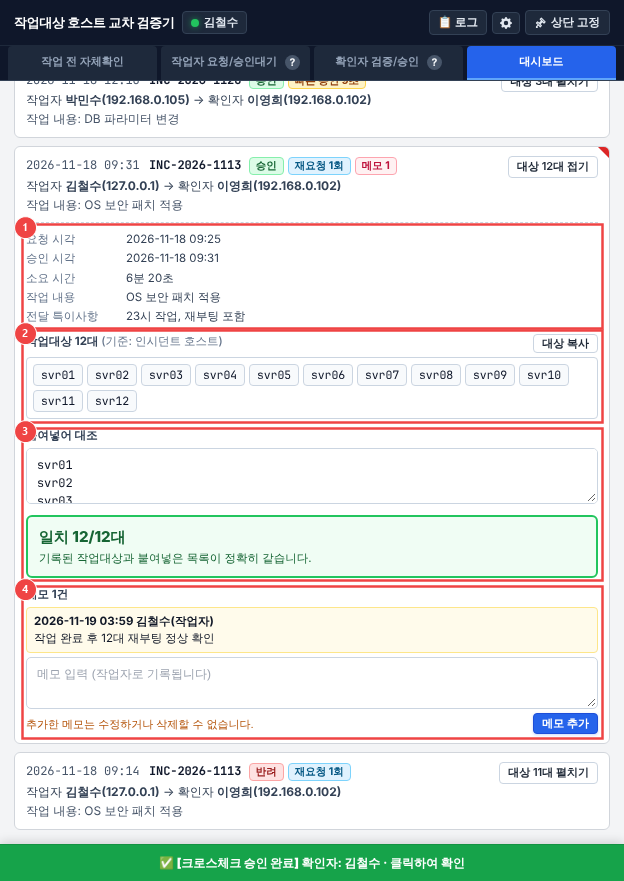 작업대상 호스트 교차 검증기
김철수
📋 로그
상단 고정
작업 전 자체확인
작업자 요청/승인대기 ?
확인자 검증/승인 ?
대시보드
작업자 박민수(192.168.0.105) → 확인자 이영희(192.168.0.102)
작업 내용: DB 파라미터 변경
2026-11-18 09:31 INC-2026-1113 승인 재요청 1회 메모 1
대상 12대 접기
작업자 김철수(127.0.0.1) → 확인자 이영희(192.168.0.102)
작업 내용: OS 보안 패치 적용
1
요청 시각 2026-11-18 09:25
승인 시각 2026-11-18 09:31
소요 시간 6분 20초
작업 내용 OS 보안 패치 적용
전달 특이사항 23시 작업, 재부팅 포함
2
작업대상 12대 (기준: 인시던트 호스트)
대상 복사
svr01 svr02 svr03 svr04 svr05 svr06 svr07 svr08 svr09 svr10
svr11 svr12
3
여넣어 대조
svr01
svr02
svr03
일치 12/12대
기록된 작업대상과 붙여넣은 목록이 정확히 같습니다.
4
메모 1건
2026-11-19 03:59 김철수(작업자)
작업 완료 후 12대 재부팅 정상 확인
메모 입력 (작업자로 기록됩니다)
추가한 메모는 수정하거나 삭제할 수 없습니다.
메모 추가
2026-11-18 09:14 INC-2026-1113 반려 재요청 1회
대상 11대 펼치기
작업자 김철수(127.0.0.1) → 확인자 이영희(192.168.0.102)
작업 내용: OS 보안 패치 적용
✅ [크로스체크 승인 완료] 확인자: 김철수 · 클릭하여 확인